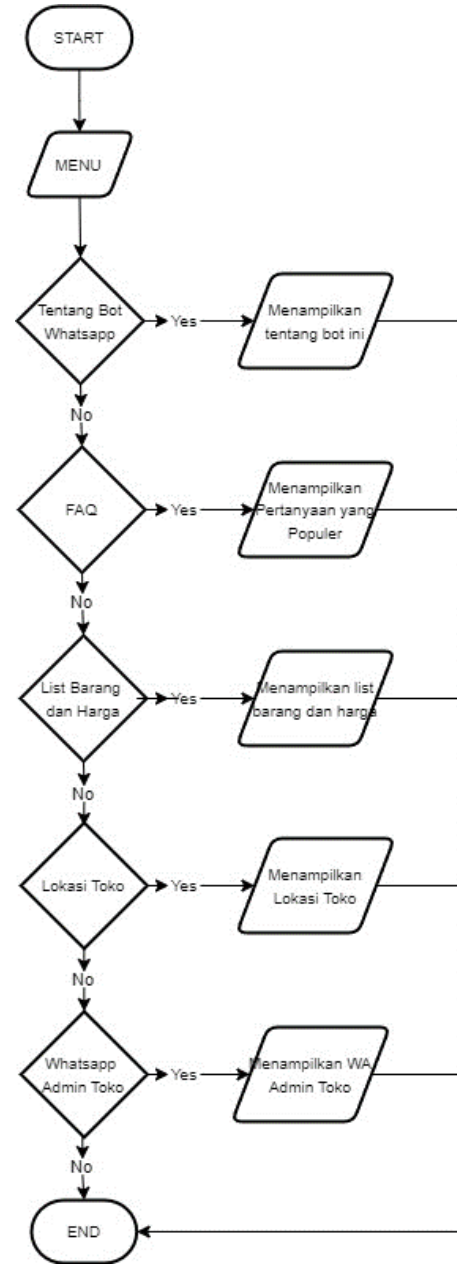 START
MENU
Tentang Bot
Whatsapp
Yes
Menampilkan
tentang bot ini
No
FAQ
Yes
Menampilkan
Pertanyaan yang
Populer
No
List Barang
dan Harga
Yes
Menampilkan list
barang dan harga
No
Lokasi Toko
Yes
Menampilkan
Lokasi Toko
No
Whatsapp
Admin Toko
Yes
Menampilkan WA
Admin Toko
No
END